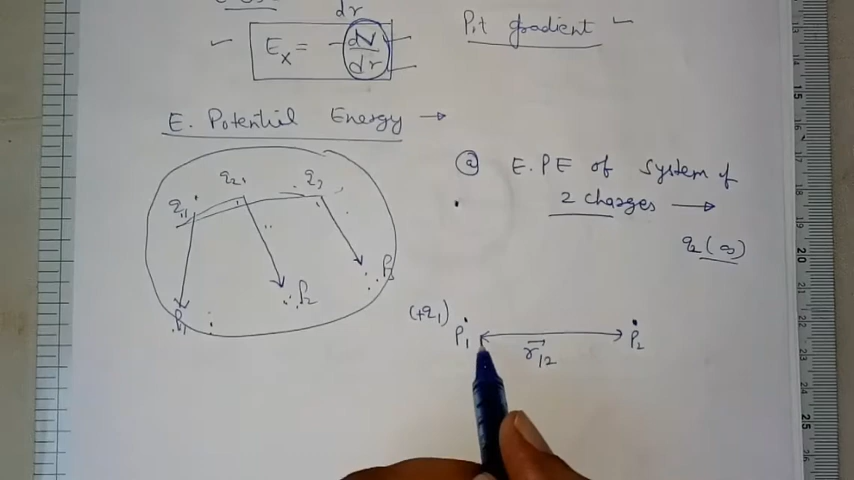 dr
Ex = - dV/dr
Pot gradient
E. Potential Energy →
q1 q2 q3
P1 P2 P3
ⓐ E.PE of System of
2 charges →
q2 (∞)
(+q1)
P1 P2
r12